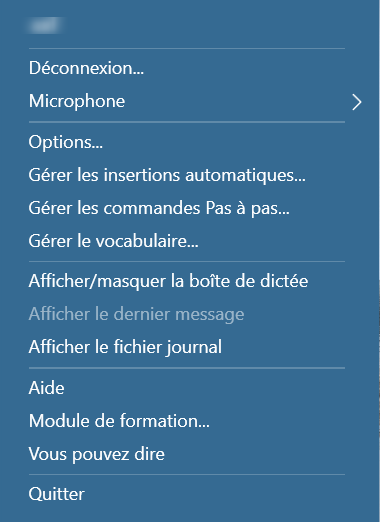 Déconnexion...
Microphone
Options...
Gérer les insertions automatiques...
Gérer les commandes Pas à pas...
Gérer le vocabulaire...
Afficher/masquer la boîte de dictée
Afficher le dernier message
Afficher le fichier journal
Aide
Module de formation...
Vous pouvez dire
Quitter